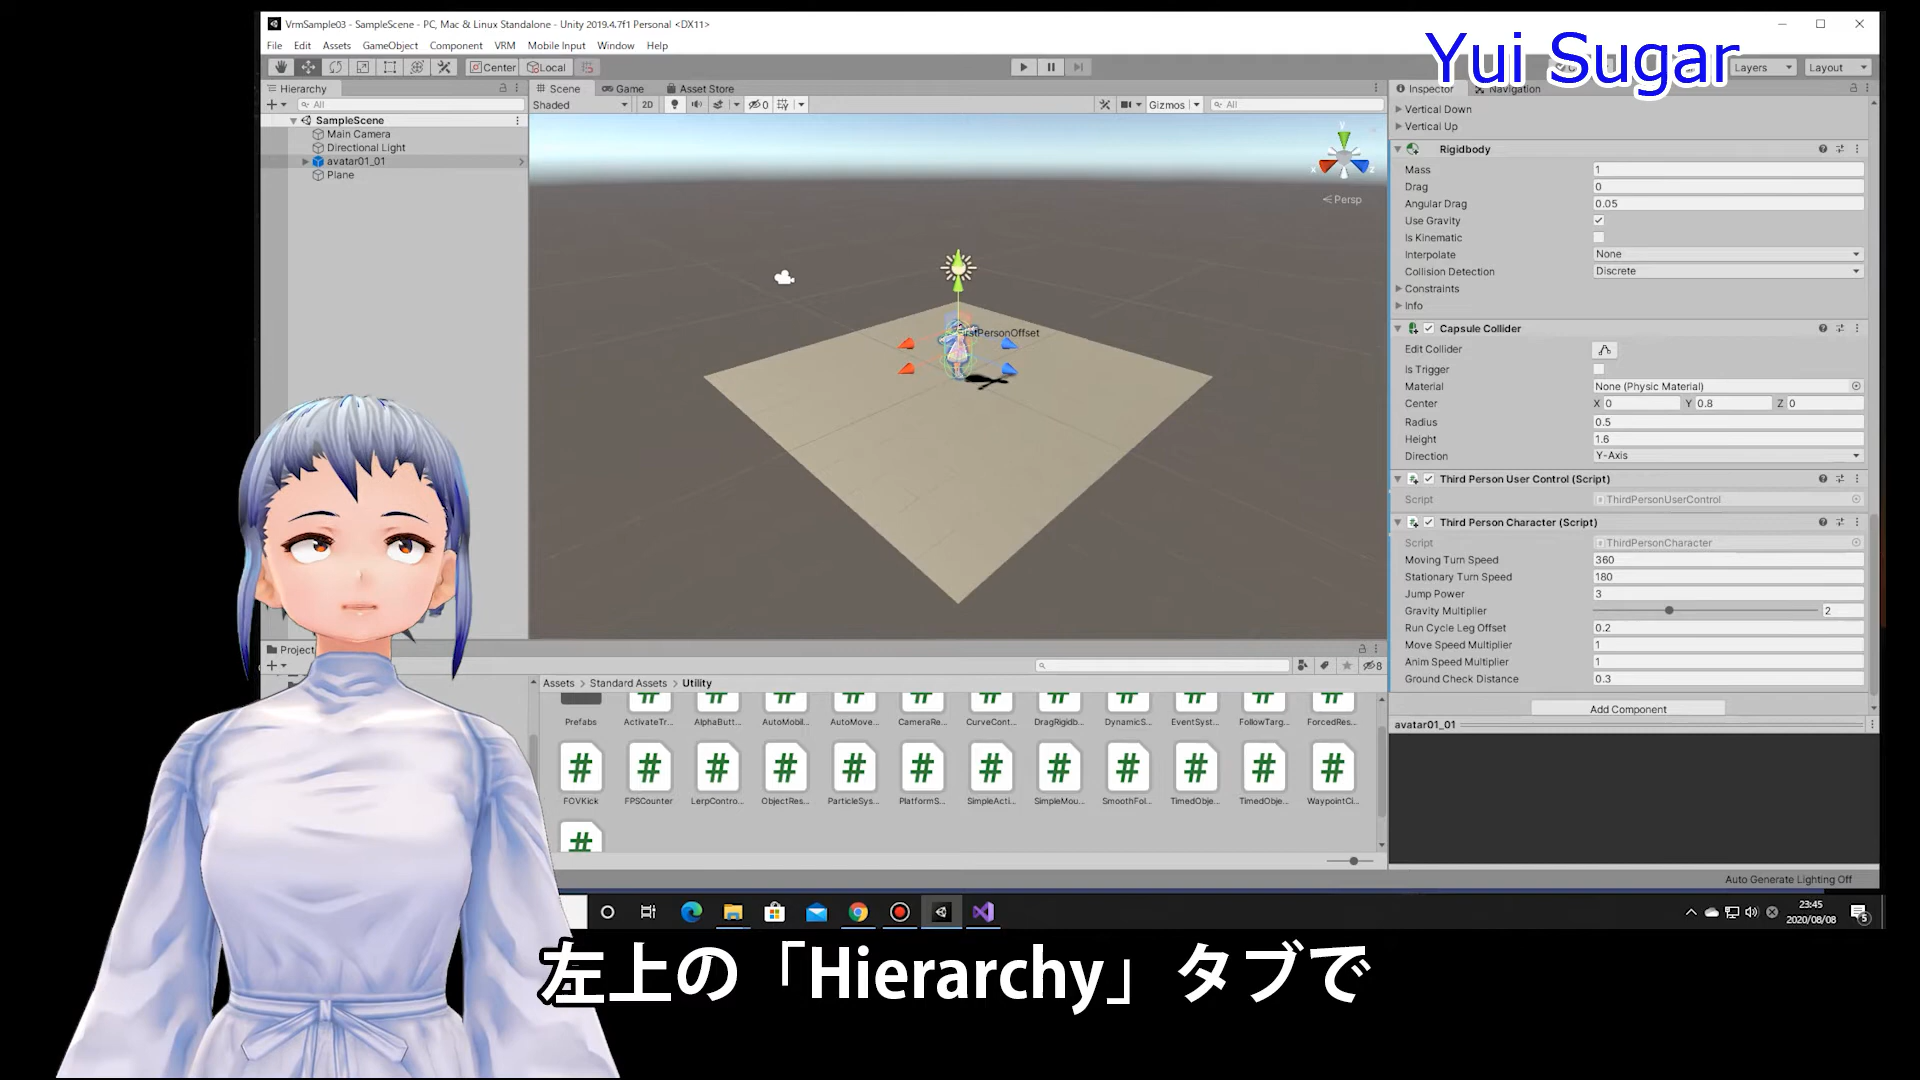 VrmSample03 - SampleScene - PC, Mac & Linux Standalone - Unity 2019.4.7f1 Personal <DX11>
Yui Sugar
File Edit Assets GameObject Component VRM Mobile Input Window Help
Center Local
Layers Layout
Hierarchy
All
SampleScene
Main Camera
Directional Light
avatar01_01
Plane
Scene Game Asset Store
Shaded 2D 0 Gizmos All
y
x z
Persp
FirstPersonOffset
Inspector Navigation
Vertical Down
Vertical Up
Rigidbody
Mass 1
Drag 0
Angular Drag 0.05
Use Gravity
Is Kinematic
Interpolate None
Collision Detection Discrete
Constraints
Info
Capsule Collider
Edit Collider
Is Trigger
Material None (Physic Material)
Center X 0 Y 0.8 Z 0
Radius 0.5
Height 1.6
Direction Y-Axis
Third Person User Control (Script)
Script ThirdPersonUserControl
Third Person Character (Script)
Script ThirdPersonCharacter
Moving Turn Speed 360
Stationary Turn Speed 180
Jump Power 3
Gravity Multiplier 2
Run Cycle Leg Offset 0.2
Move Speed Multiplier 1
Anim Speed Multiplier 1
Ground Check Distance 0.3
Add Component
avatar01_01
Project
8
Assets > Standard Assets > Utility
Prefabs ActivateTr... AlphaButt... AutoMobil... AutoMove... CameraRe... CurveCont... DragRigidb... DynamicS... EventSyst... FollowTarg... ForcedRes...
FOVKick FPSCounter LerpContro... ObjectRes... ParticleSys... PlatformS... SimpleActi... SimpleMou... SmoothFol... TimedObje... TimedObje... WaypointCi...
Auto Generate Lighting Off
23:45
2020/08/08
5
左上の「Hierarchy」タブで